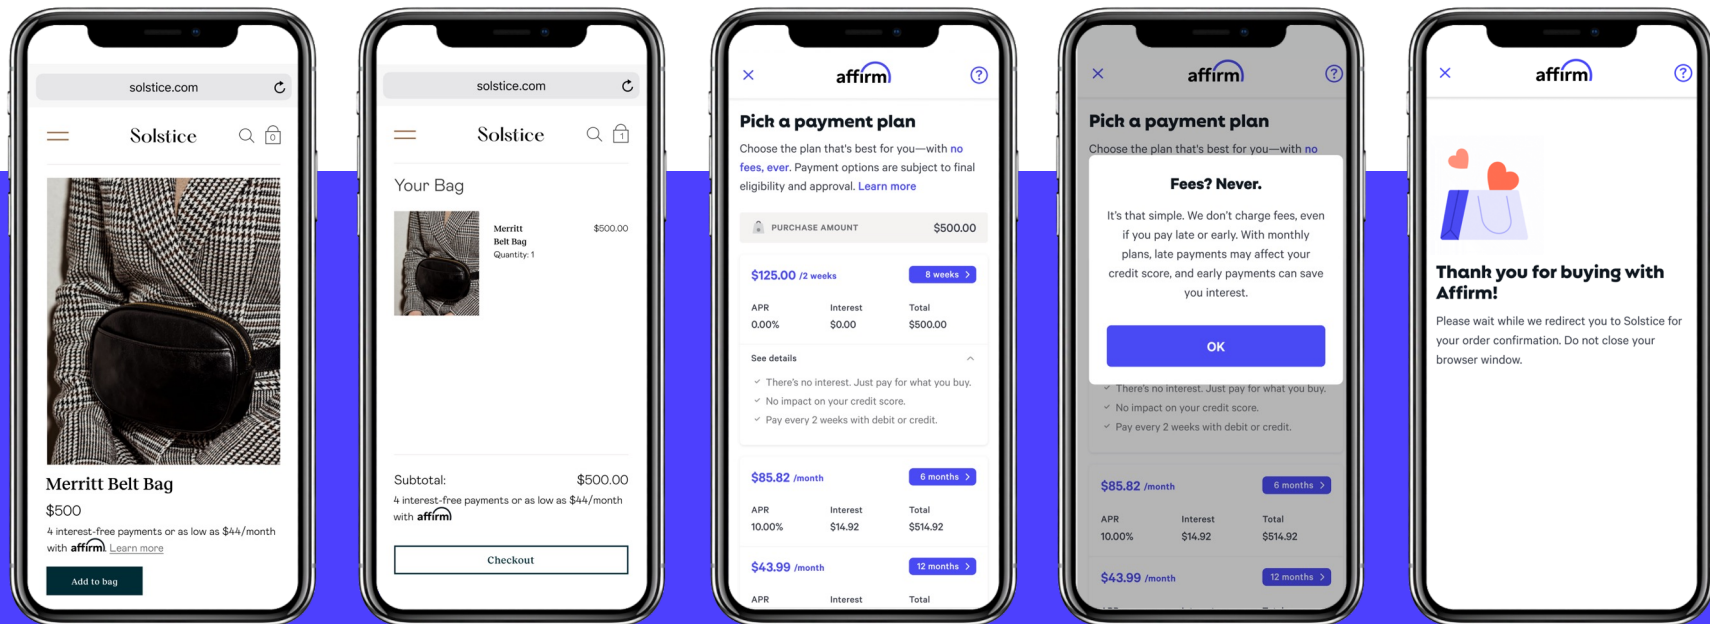 solstice.com
Solstice
0
Merritt Belt Bag
$500
4 interest-free payments or as low as $44/month
with affirm. Learn more
Add to bag
solstice.com
Solstice
1
Your Bag
Merritt $500.00
Belt Bag
Quantity: 1
Subtotal: $500.00
4 interest-free payments or as low as $44/month
with affirm
Checkout
affirm ?
Pick a payment plan
Choose the plan that's best for you—with no
fees, ever. Payment options are subject to final
eligibility and approval. Learn more
PURCHASE AMOUNT $500.00
$125.00 /2 weeks 8 weeks >
APR Interest Total
0.00% $0.00 $500.00
See details
There's no interest. Just pay for what you buy.
No impact on your credit score.
Pay every 2 weeks with debit or credit.
$85.82 /month 6 months >
APR Interest Total
10.00% $14.92 $514.92
$43.99 /month 12 months >
APR Interest Total
affirm ?
Pick a payment plan
Choose the plan that's best for you—with no
Fees? Never.
It's that simple. We don't charge fees, even
if you pay late or early. With monthly
plans, late payments may affect your
credit score, and early payments can save
you interest.
OK
There's no interest. Just pay for what you buy.
No impact on your credit score.
Pay every 2 weeks with debit or credit.
$85.82 /month 6 months >
APR Interest Total
10.00% $14.92 $514.92
$43.99 /month 12 months >
affirm ?
Thank you for buying with
Affirm!
Please wait while we redirect you to Solstice for
your order confirmation. Do not close your
browser window.